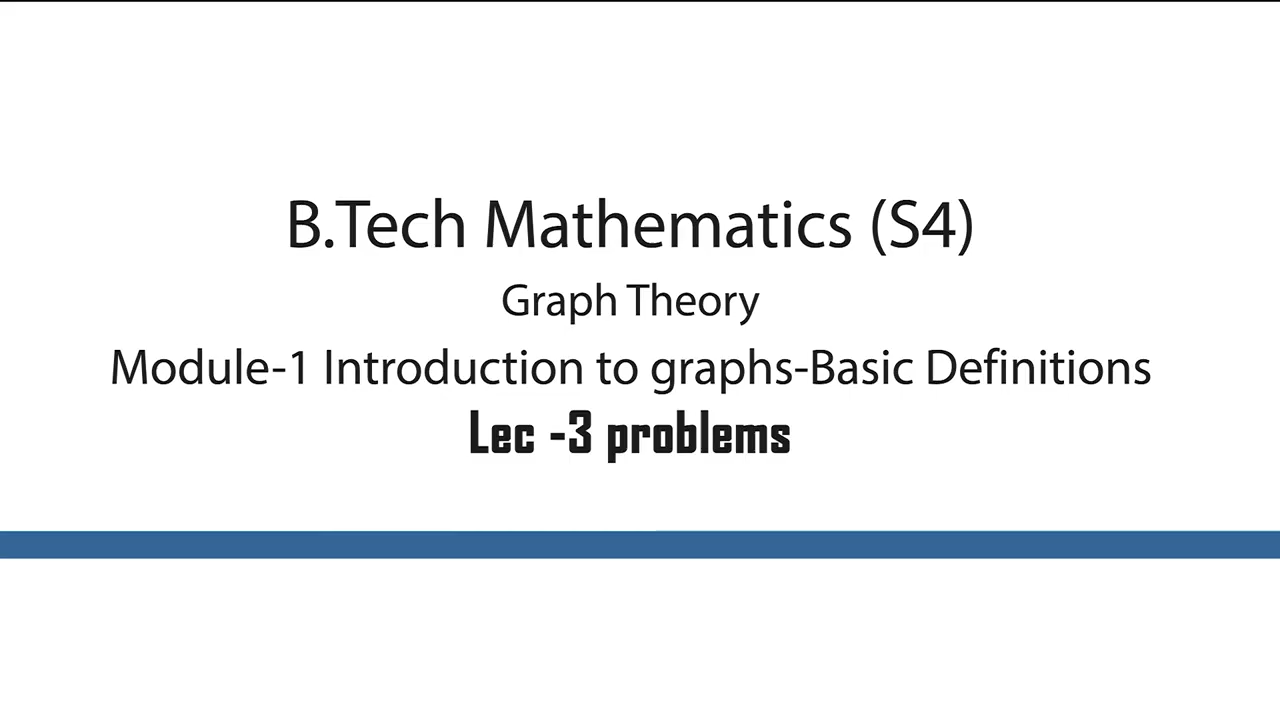 B.Tech Mathematics (S4)
Graph Theory
Module-1 Introduction to graphs-Basic Definitions
Lec -3 problems